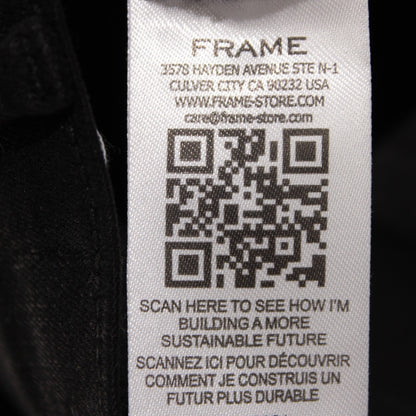 FRAME
3578 HAYDEN AVENUE STE N-1
CULVER CITY CA 90232 USA
WWW.FRAME-STORE.COM
care@frame-store.com
SCAN HERE TO SEE HOW I'M
BUILDING A MORE
SUSTAINABLE FUTURE
SCANNEZ ICI POUR DÉCOUVRIR
COMMENT JE CONSTRUIS UN
FUTUR PLUS DURABLE